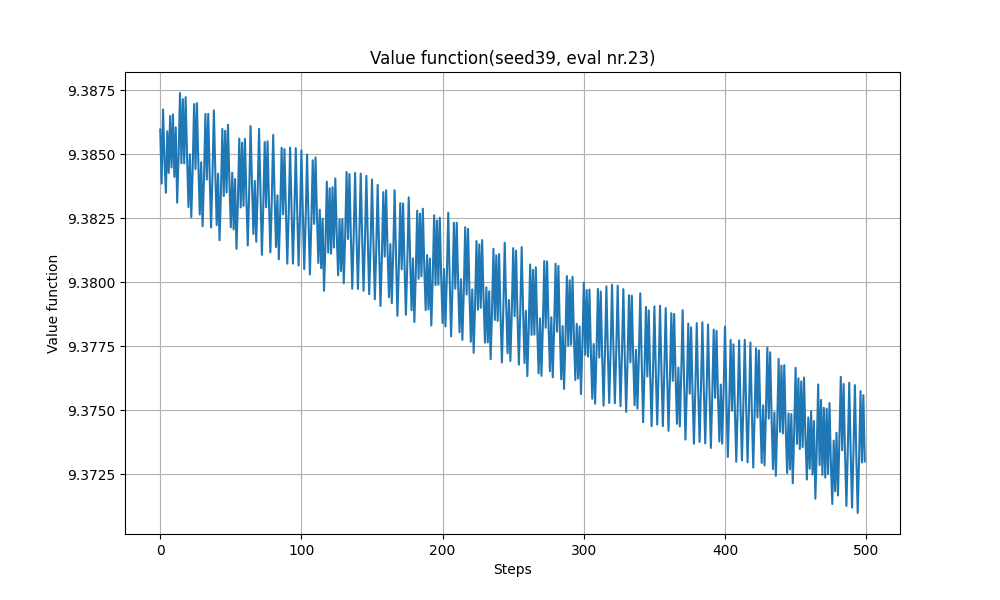 Value function(seed39, eval nr.23)
Value function
9.3875
9.3850
9.3825
9.3800
9.3775
9.3750
9.3725
0 100 200 300 400 500
Steps